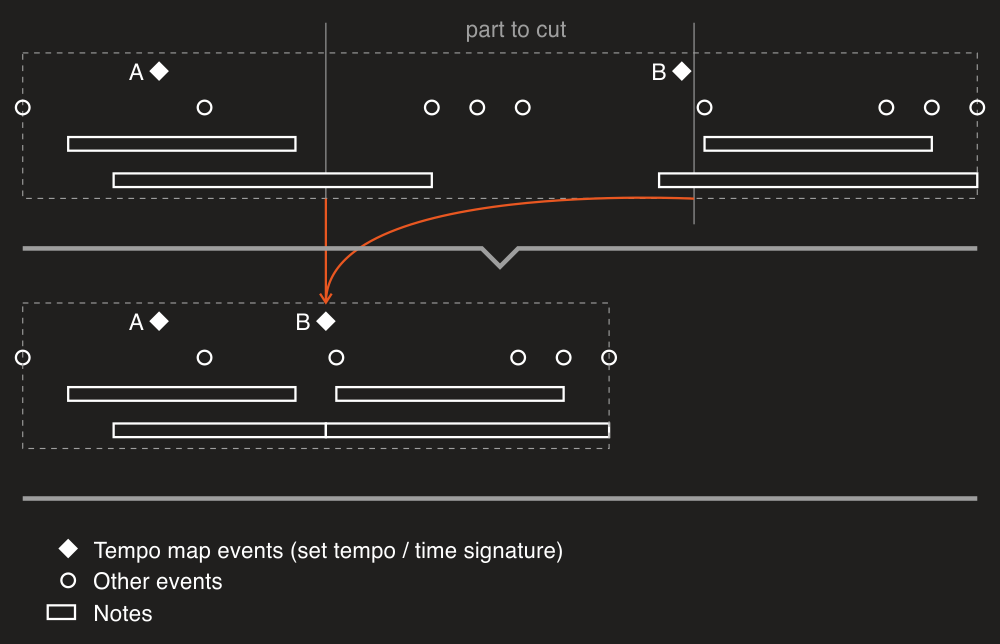 part to cut
A
B
A
B
Tempo map events (set tempo / time signature)
Other events
Notes